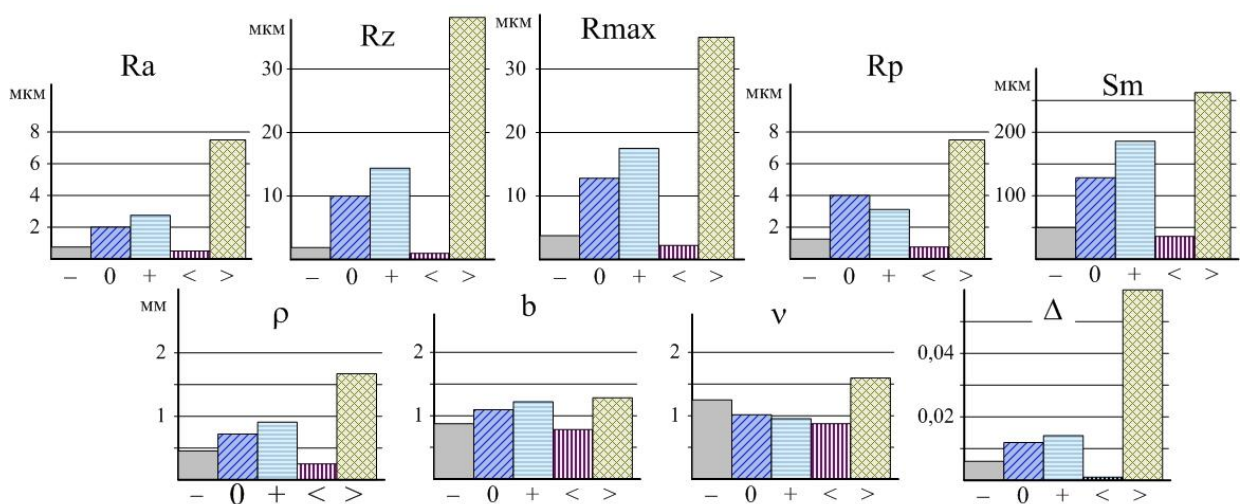 Ra
мкм
8
6
4
2
– 0 + < >
мкм
Rz
30
20
10
– 0 + < >
мкм
Rmax
30
20
10
– 0 + < >
Rp
мкм
8
6
4
2
– 0 + < >
мкм
Sm
200
100
– 0 + < >
мм
ρ
2
1
– 0 + < >
b
2
1
– 0 + < >
ν
2
1
– 0 + < >
Δ
0,04
0,02
– 0 + < >